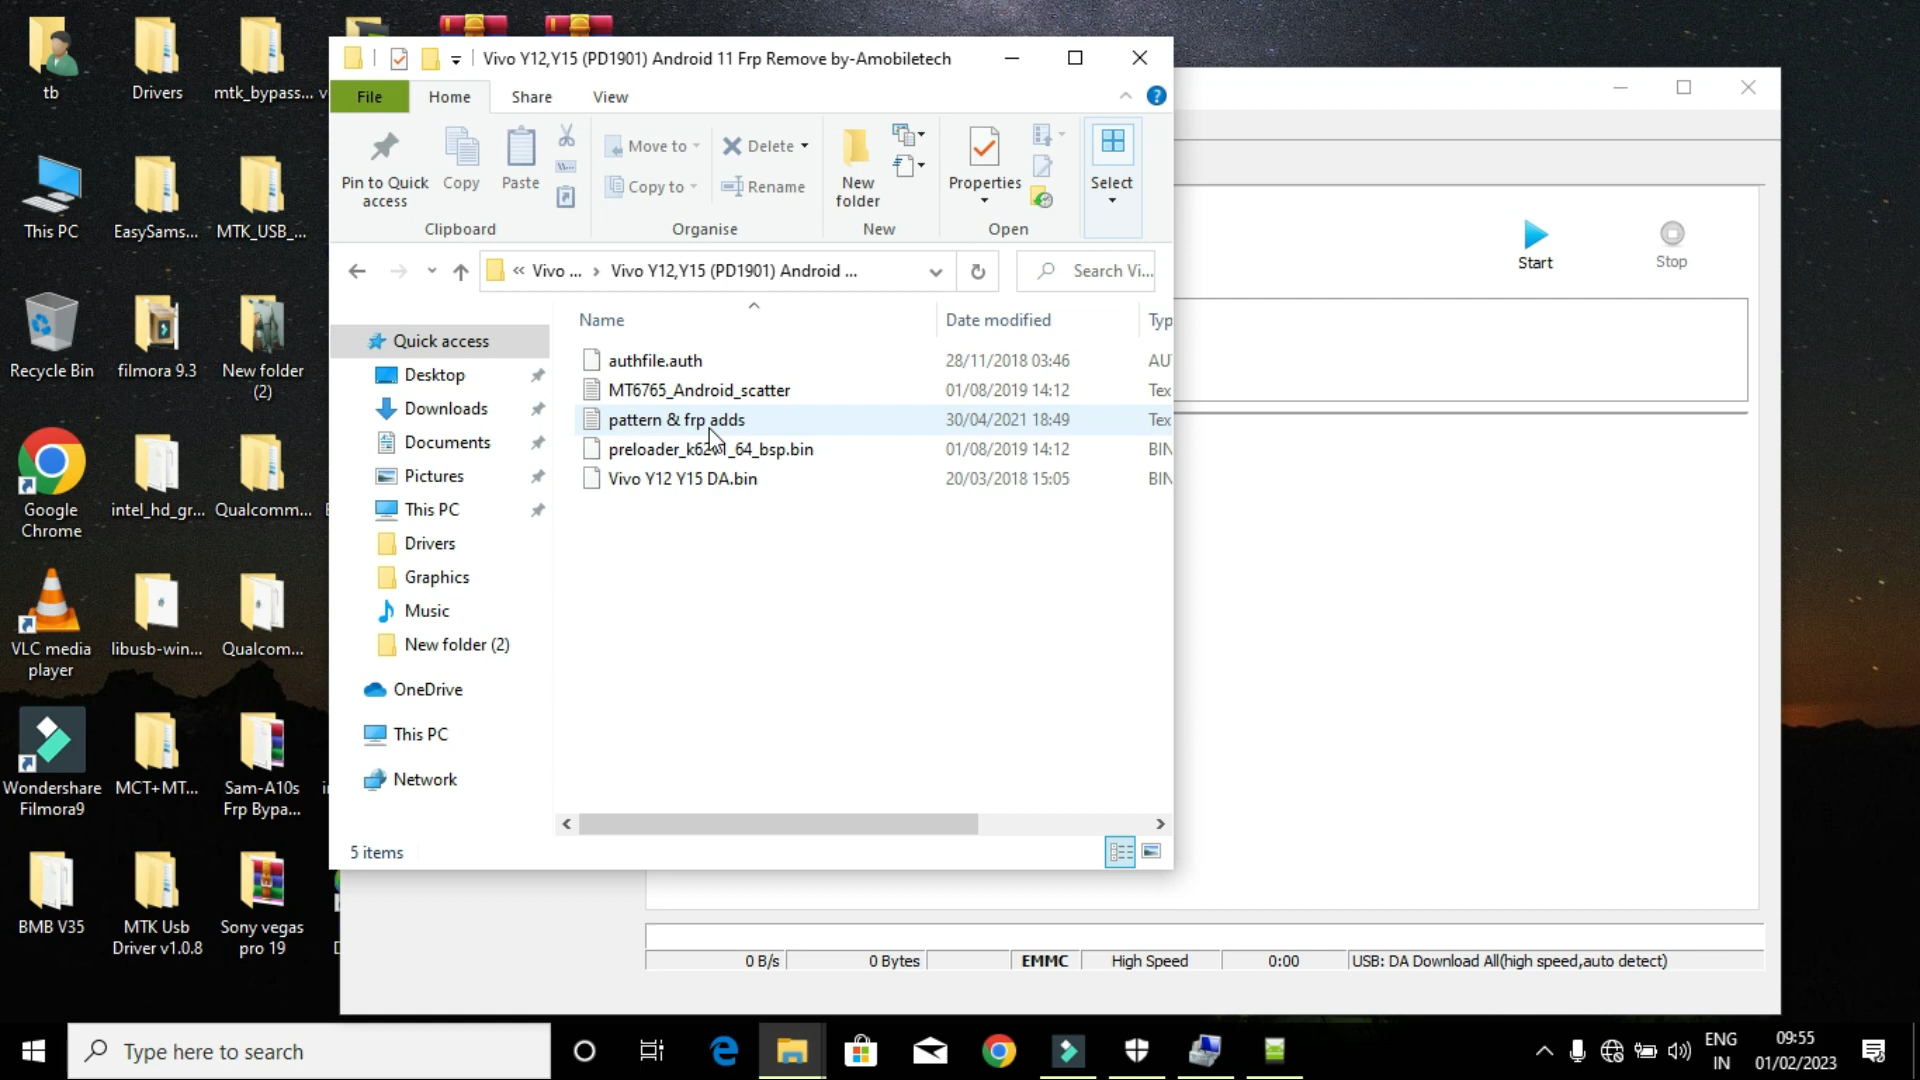 tb
Drivers
mtk_bypass...
This PC
EasySams...
MTK_USB_...
Recycle Bin
filmora 9.3
New folder
(2)
Google
Chrome
intel_hd_gr...
Qualcomm...
VLC media
player
libusb-win...
Qualcom...
Wondershare
Filmora9
MCT+MT...
Sam-A10s
Frp Bypa...
BMB V35
MTK Usb
Driver v1.0.8
Sony vegas
pro 19
Vivo Y12,Y15 (PD1901) Android 11 Frp Remove by-Amobiletech
File
Home
Share
View
Pin to Quick
access
Copy
Paste
Clipboard
Move to
Copy to
Delete
Rename
Organise
New
folder
New
Properties
Open
Select
« Vivo ... › Vivo Y12,Y15 (PD1901) Android ...
Search Vi...
Quick access
Desktop
Downloads
Documents
Pictures
This PC
Drivers
Graphics
Music
New folder (2)
OneDrive
This PC
Network
Name Date modified Typ
authfile.auth 28/11/2018 03:46 AU
MT6765_Android_scatter 01/08/2019 14:12 Tex
pattern & frp adds 30/04/2021 18:49 Tex
01/08/2019 14:12 BIN
Vivo Y12 Y15 DA.bin 20/03/2018 15:05 BIN
5 items
Start
Stop
0 B/s 0 Bytes EMMC High Speed 0:00 USB: DA Download All(high speed,auto detect)
Type here to search
ENG
IN
09:55
01/02/2023